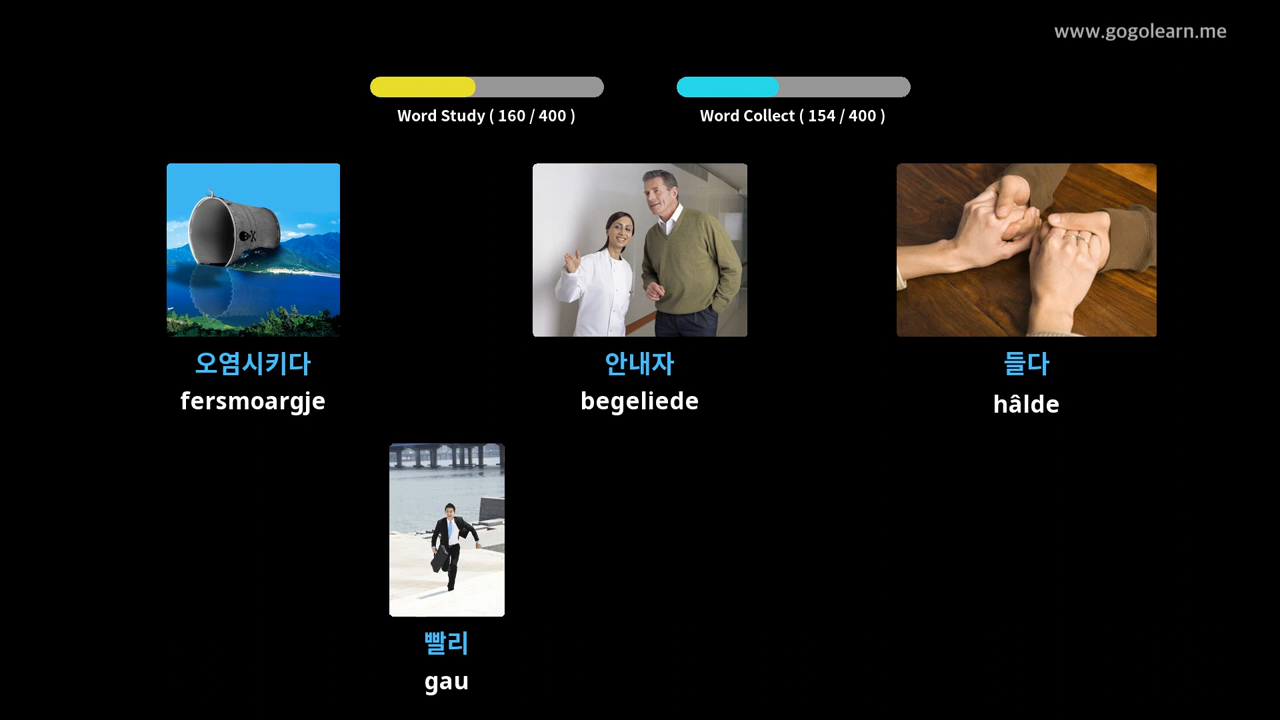 www.gogolearn.me
Word Study ( 160 / 400 )
Word Collect ( 154 / 400 )
오염시키다
fersmoargje
안내자
begeliede
들다
hâlde
빨리
gau